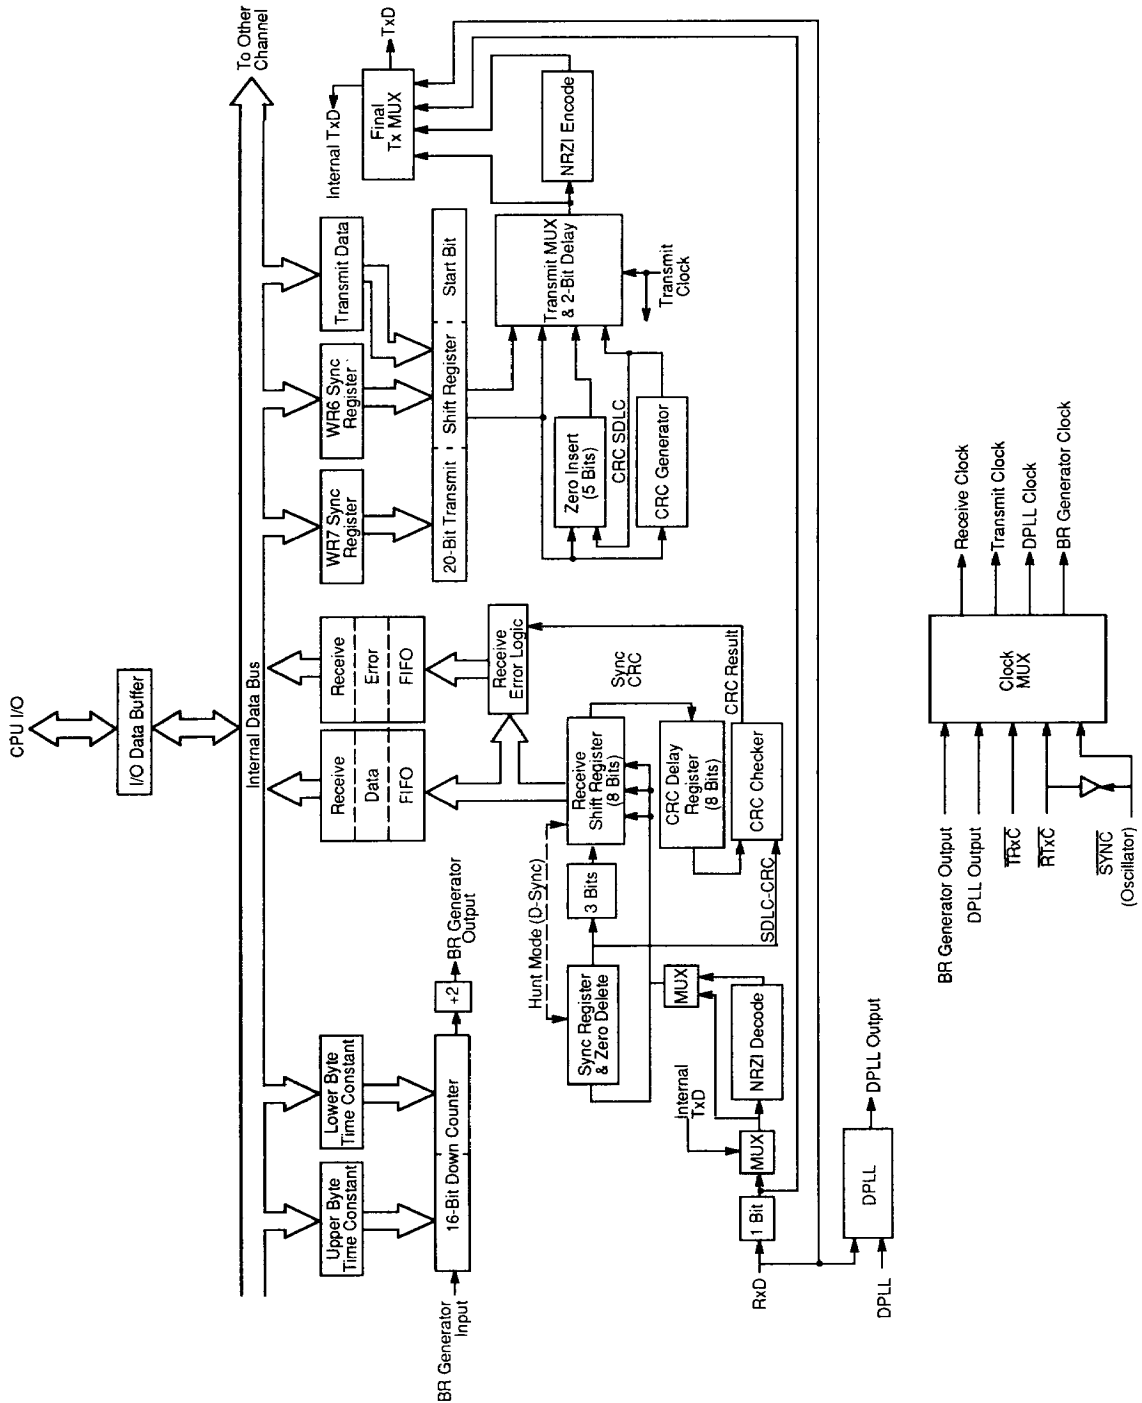 CPU I/O
I/O Data Buffer
Internal Data Bus
To Other
Channel
Upper Byte
Time Constant
Lower Byte
Time Constant
BR Generator
Input
16-Bit Down Counter
+2
BR Generator
Output
Receive
Data
FIFO
Receive
Error
FIFO
WR7 Sync
Register
WR6 Sync
Register
Transmit Data
20-Bit Transmit
Shift Register
Start Bit
Internal TxD
Final
Tx MUX
TxD
Receive
Error Logic
Hunt Mode (D-Sync)
Sync Register
& Zero Delete
3 Bits
Receive
Shift Register
(8 Bits)
Sync
CRC
CRC Delay
Register
(8 Bits)
CRC Result
CRC Checker
SDLC-CRC
Zero Insert
(5 Bits)
CRC SDLC
CRC Generator
Transmit MUX
& 2-Bit Delay
NRZI Encode
Transmit
Clock
Internal
TxD
MUX
NRZI Decode
RxD
1 Bit
MUX
DPLL
DPLL
DPLL Output
BR Generator Output
DPLL Output
TRxC
RTxC
SYNC
(Oscillator)
Clock
MUX
Receive Clock
Transmit Clock
DPLL Clock
BR Generator Clock